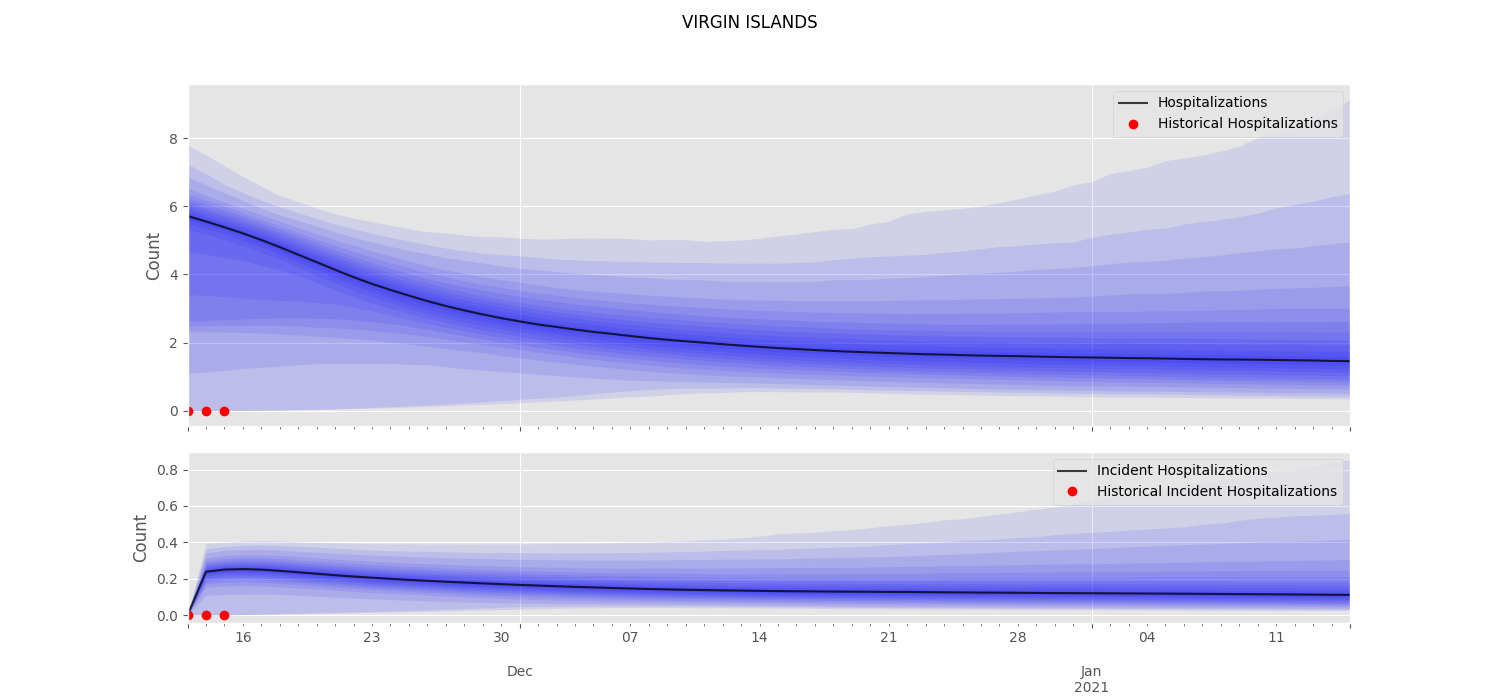 VIRGIN ISLANDS
Hospitalizations
Historical Hospitalizations
8
6
4
2
0
Count
Incident Hospitalizations
Historical Incident Hospitalizations
0.8
0.6
0.4
0.2
0.0
Count
16 23 30 07 14 21 28 04 11
Dec Jan
2021